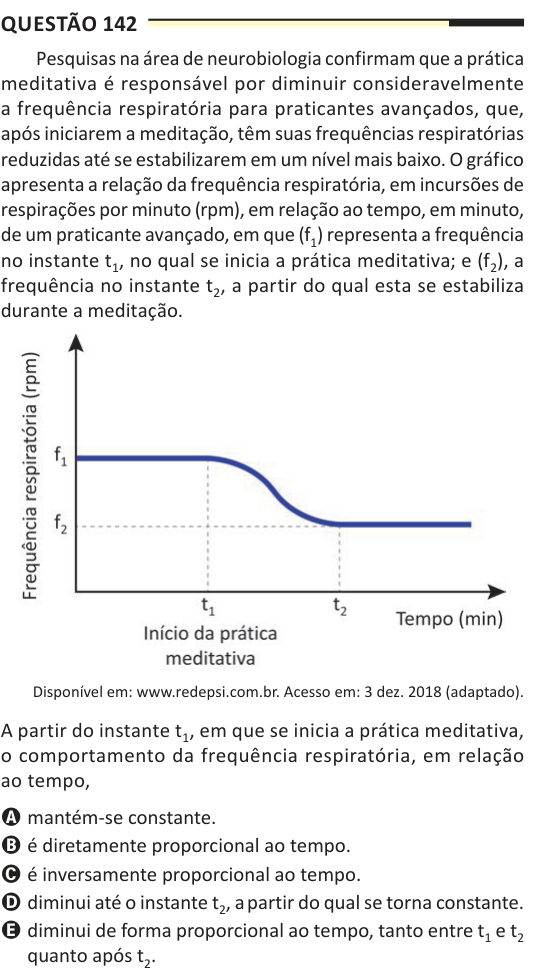 QUESTÃO 142
Pesquisas na área de neurobiologia confirmam que a prática
meditativa é responsável por diminuir consideravelmente
a frequência respiratória para praticantes avançados, que,
após iniciarem a meditação, têm suas frequências respiratórias
reduzidas até se estabilizarem em um nível mais baixo. O gráfico
apresenta a relação da frequência respiratória, em incursões de
respirações por minuto (rpm), em relação ao tempo, em minuto,
de um praticante avançado, em que (f₁) representa a frequência
no instante t₁, no qual se inicia a prática meditativa; e (f₂), a
frequência no instante t₂, a partir do qual esta se estabiliza
durante a meditação.
Frequência respiratória (rpm)
f₁
f₂
t₁
t₂
Tempo (min)
Início da prática
meditativa
Disponível em: www.redepsi.com.br. Acesso em: 3 dez. 2018 (adaptado).
A partir do instante t₁, em que se inicia a prática meditativa,
o comportamento da frequência respiratória, em relação
ao tempo,
A mantém-se constante.
B é diretamente proporcional ao tempo.
C é inversamente proporcional ao tempo.
D diminui até o instante t₂, a partir do qual se torna constante.
E diminui de forma proporcional ao tempo, tanto entre t₁ e t₂
quanto após t₂.